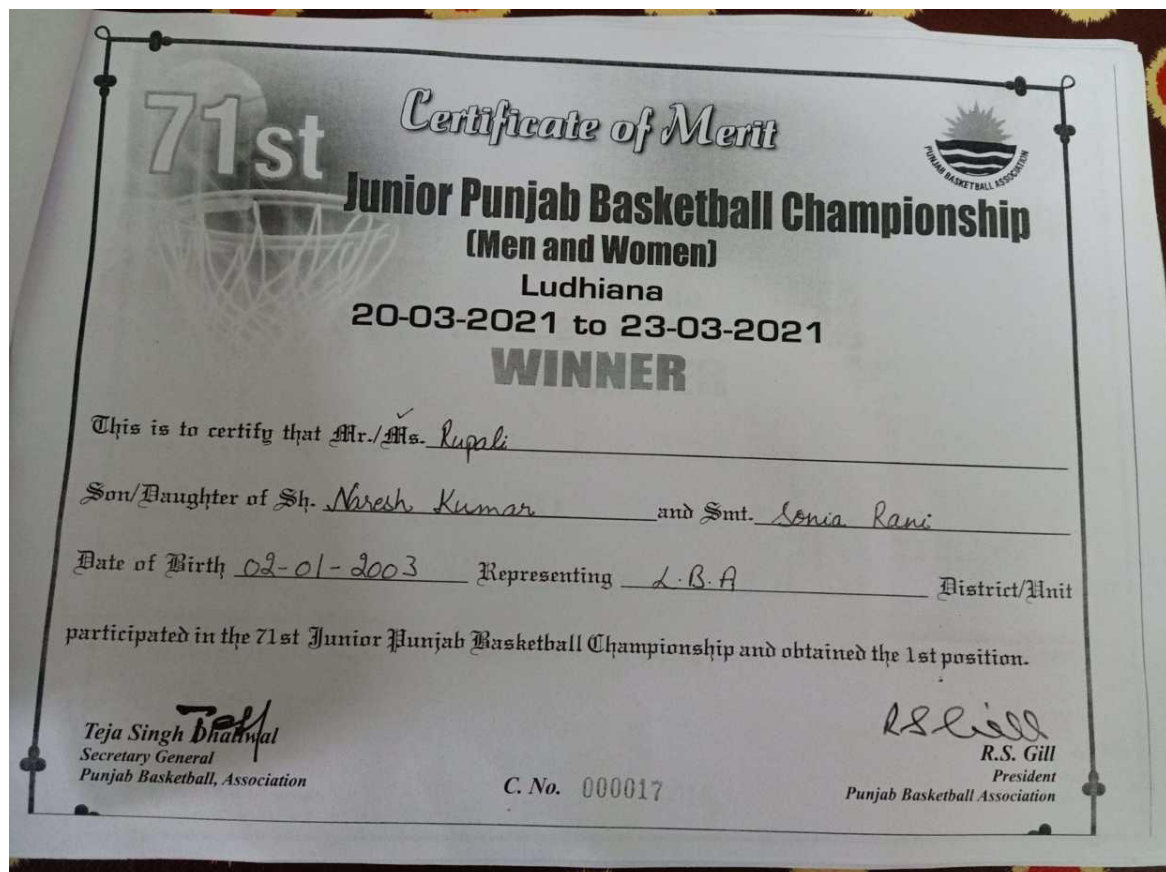 71st
Certificate of Merit
PUNJAB BASKETBALL ASSOCIATION
Junior Punjab Basketball Championship
(Men and Women)
Ludhiana
20-03-2021 to 23-03-2021
WINNER
This is to certify that Mr./Ms. Rupali
Son/Daughter of Sh. Naresh Kumar and Smt. Sonia Rani
Date of Birth 02-01-2003 Representing L.B.A District/Unit
participated in the 71st Junior Punjab Basketball Championship and obtained the 1st position.
RS Gill
Teja Singh Dhaliwal
Secretary General
Punjab Basketball, Association
C. No. 000017
R.S. Gill
President
Punjab Basketball Association